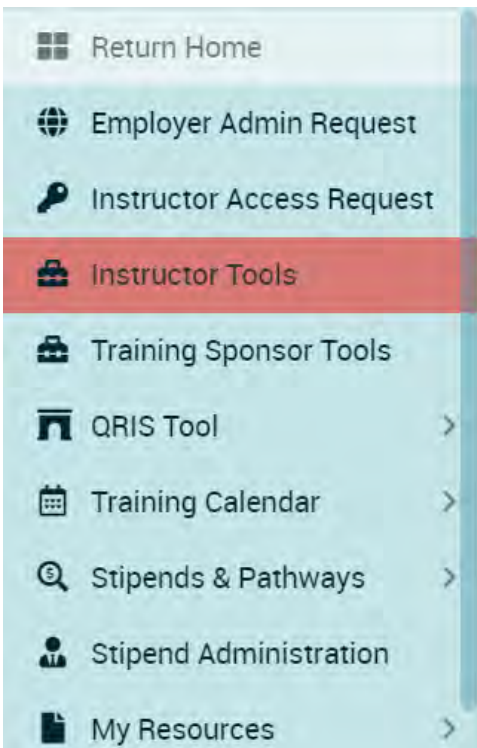 Return Home
Employer Admin Request
Instructor Access Request
Instructor Tools
Training Sponsor Tools
QRIS Tool
Training Calendar
Stipends & Pathways
Stipend Administration
My Resources